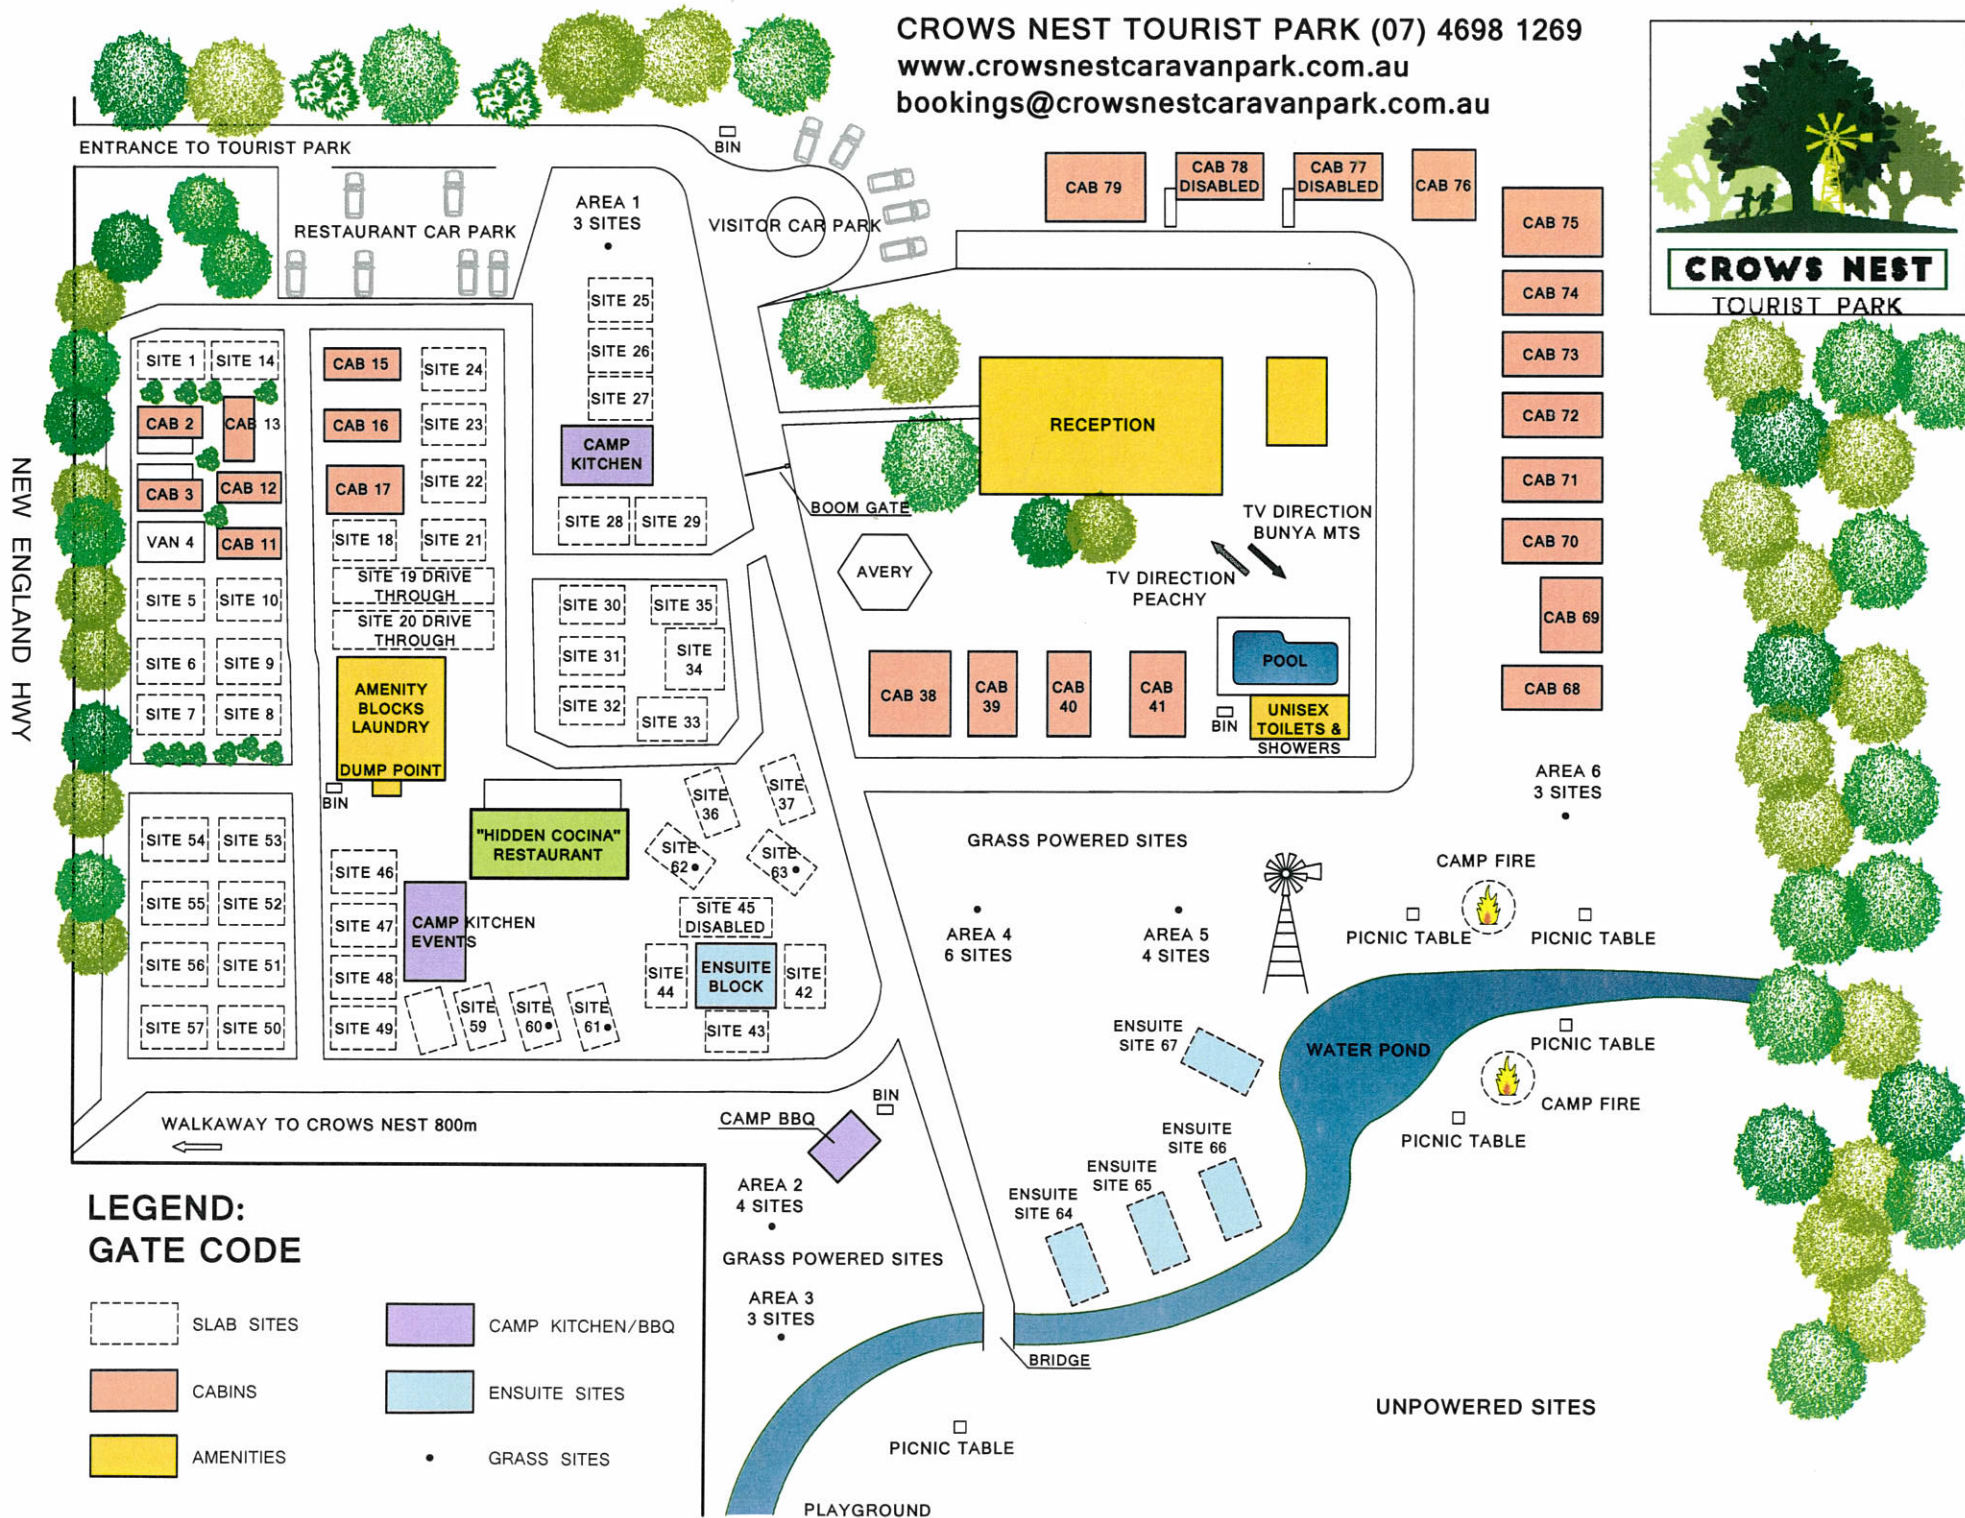 CROWS NEST TOURIST PARK (07) 4698 1269
www.crowsnestcaravanpark.com.au
bookings@crowsnestcaravanpark.com.au
CROWS NEST
TOURIST PARK
ENTRANCE TO TOURIST PARK
BIN
RESTAURANT CAR PARK
AREA 1
3 SITES
VISITOR CAR PARK
CAB 79
CAB 78
DISABLED
CAB 77
DISABLED
CAB 76
CAB 75
CAB 74
CAB 73
CAB 72
CAB 71
CAB 70
CAB 69
CAB 68
SITE 25
SITE 26
SITE 27
CAMP
KITCHEN
SITE 28
SITE 29
SITE 1
SITE 14
CAB 2
CAB 13
CAB 3
CAB 12
VAN 4
CAB 11
SITE 5
SITE 10
SITE 6
SITE 9
SITE 7
SITE 8
CAB 15
SITE 24
CAB 16
SITE 23
CAB 17
SITE 22
SITE 18
SITE 21
SITE 19 DRIVE
THROUGH
SITE 20 DRIVE
THROUGH
AMENITY
BLOCKS
LAUNDRY
DUMP POINT
BIN
NEW ENGLAND HWY
RECEPTION
BOOM GATE
AVERY
TV DIRECTION
BUNYA MTS
TV DIRECTION
PEACHY
SITE 30
SITE 35
SITE 31
SITE
34
SITE 32
SITE 33
CAB 38
CAB
39
CAB
40
CAB
41
POOL
BIN
UNISEX
TOILETS &
SHOWERS
SITE
36
SITE
37
"HIDDEN COCINA"
RESTAURANT
SITE
62
SITE
63
SITE 54
SITE 53
SITE 55
SITE 52
SITE 56
SITE 51
SITE 57
SITE 50
SITE 46
SITE 47
SITE 48
SITE 49
CAMP KITCHEN
EVENTS
SITE
59
SITE
60
SITE
61
SITE 45
DISABLED
SITE
44
ENSUITE
BLOCK
SITE
42
SITE 43
GRASS POWERED SITES
AREA 4
6 SITES
AREA 5
4 SITES
AREA 6
3 SITES
CAMP FIRE
PICNIC TABLE
PICNIC TABLE
WATER POND
PICNIC TABLE
CAMP FIRE
PICNIC TABLE
ENSUITE
SITE 67
ENSUITE
SITE 66
ENSUITE
SITE 65
ENSUITE
SITE 64
WALKAWAY TO CROWS NEST 800m
CAMP BBQ
BIN
AREA 2
4 SITES
GRASS POWERED SITES
AREA 3
3 SITES
BRIDGE
PICNIC TABLE
UNPOWERED SITES
PLAYGROUND
LEGEND:
GATE CODE
SLAB SITES
CAMP KITCHEN/BBQ
CABINS
ENSUITE SITES
AMENITIES
GRASS SITES